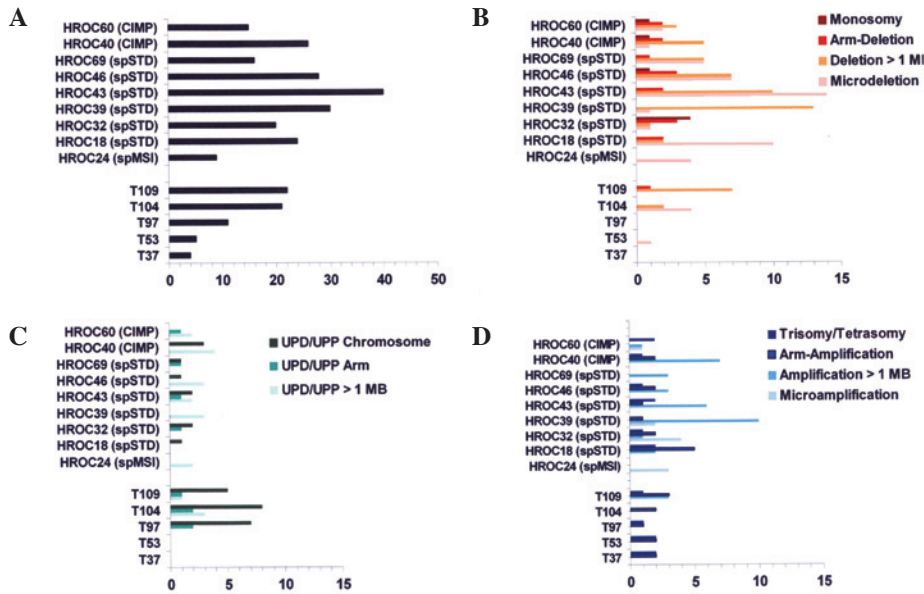 A
HROC60 (CIMP)
HROC40 (CIMP)
HROC69 (spSTD)
HROC46 (spSTD)
HROC43 (spSTD)
HROC39 (spSTD)
HROC32 (spSTD)
HROC18 (spSTD)
HROC24 (spMSI)
T109
T104
T97
T53
T37
0 10 20 30 40 50
B
HROC60 (CIMP)
HROC40 (CIMP)
HROC69 (spSTD)
HROC46 (spSTD)
HROC43 (spSTD)
HROC39 (spSTD)
HROC32 (spSTD)
HROC18 (spSTD)
HROC24 (spMSI)
T109
T104
T97
T53
T37
0 5 10 15
Monosomy
Arm-Deletion
Deletion > 1 MI
Microdeletion
C
HROC60 (CIMP)
HROC40 (CIMP)
HROC69 (spSTD)
HROC46 (spSTD)
HROC43 (spSTD)
HROC39 (spSTD)
HROC32 (spSTD)
HROC18 (spSTD)
HROC24 (spMSI)
T109
T104
T97
T53
T37
0 5 10 15
UPD/UPP Chromosome
UPD/UPP Arm
UPD/UPP > 1 MB
D
HROC60 (CIMP)
HROC40 (CIMP)
HROC69 (spSTD)
HROC46 (spSTD)
HROC43 (spSTD)
HROC39 (spSTD)
HROC32 (spSTD)
HROC18 (spSTD)
HROC24 (spMSI)
T109
T104
T97
T53
T37
0 5 10 15
Trisomy/Tetrasomy
Arm-Amplification
Amplification > 1 MB
Microamplification